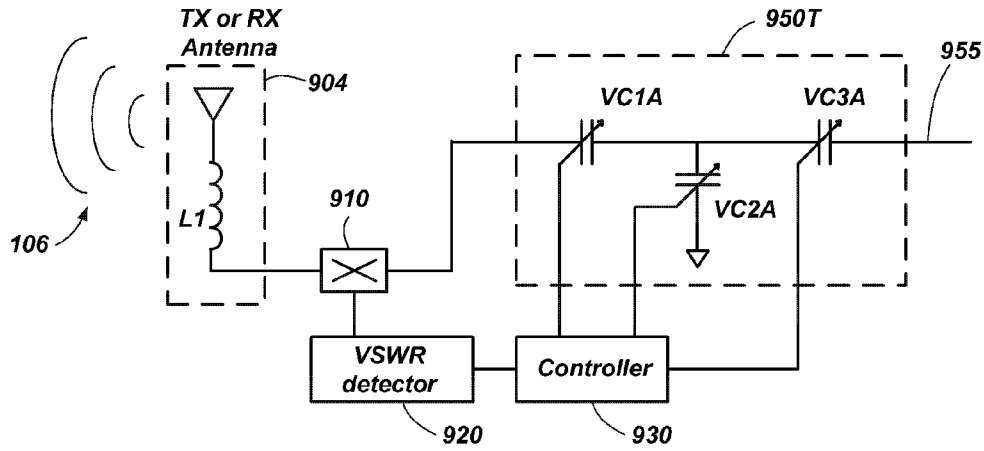 TX or RX
Antenna
904
950T
955
VC1A
VC3A
L1
910
VC2A
106
VSWR
detector
Controller
920
930